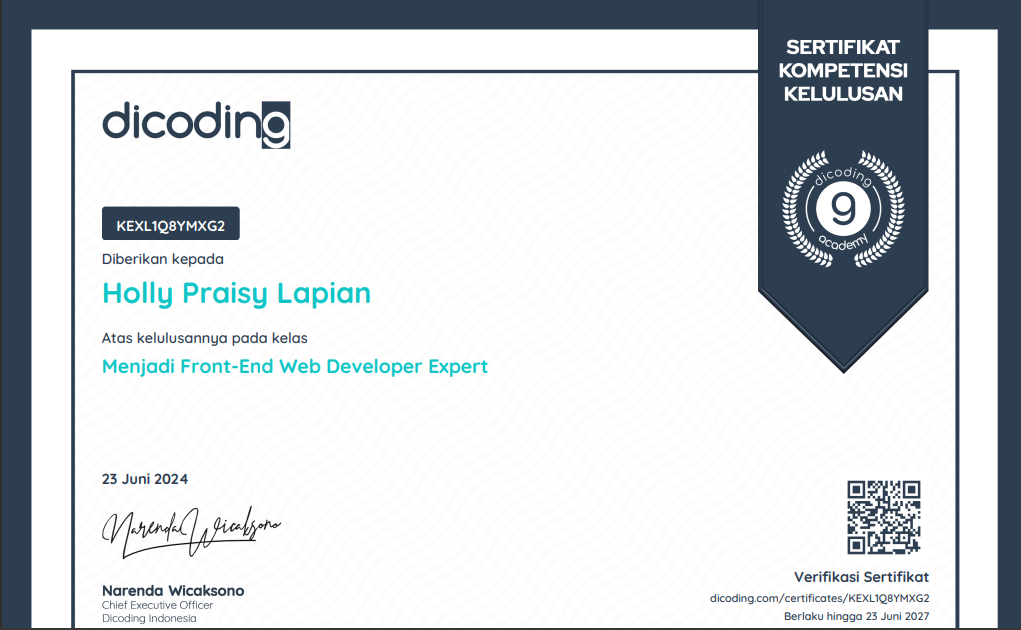 SERTIFIKAT
KOMPETENSI
KELULUSAN
dicoding
dicoding
academy
KEXL1Q8YMXG2
Diberikan kepada
Holly Praisy Lapian
Atas kelulusannya pada kelas
Menjadi Front-End Web Developer Expert
23 Juni 2024
Narenda Wicaksono
Narenda Wicaksono
Chief Executive Officer
Dicoding Indonesia
Verifikasi Sertifikat
dicoding.com/certificates/KEXL1Q8YMXG2
Berlaku hingga 23 Juni 2027